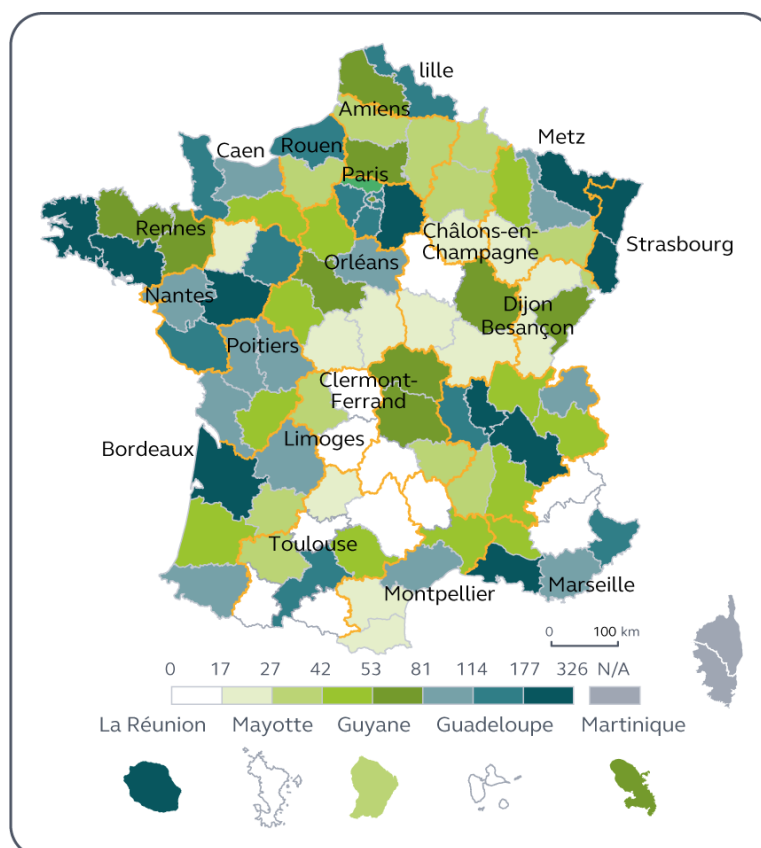 lille
Amiens
Metz
Caen
Rouen
Paris
Rennes
Châlons-en-
Champagne
Strasbourg
Orléans
Nantes
Dijon
Besançon
Poitiers
Clermont-
Ferrand
Limoges
Bordeaux
Toulouse
Montpellier
Marseille
0 100 km
0 17 27 42 53 81 114 177 326 N/A
La Réunion Mayotte Guyane Guadeloupe Martinique